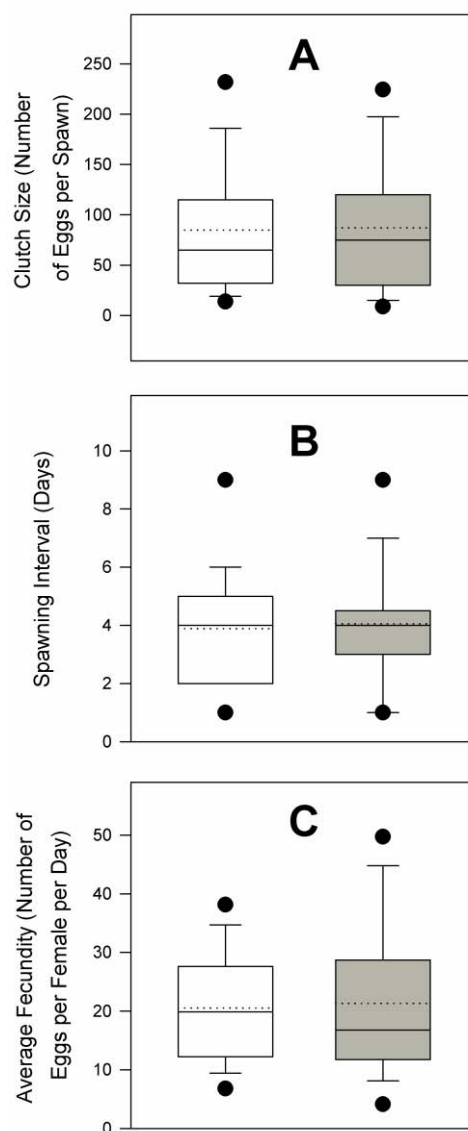 A
Clutch Size (Number
of Eggs per Spawn)
250
200
150
100
50
0
B
Spawning Interval (Days)
10
8
6
4
2
0
C
Average Fecundity (Number of
Eggs per Female per Day)
50
40
30
20
10
0